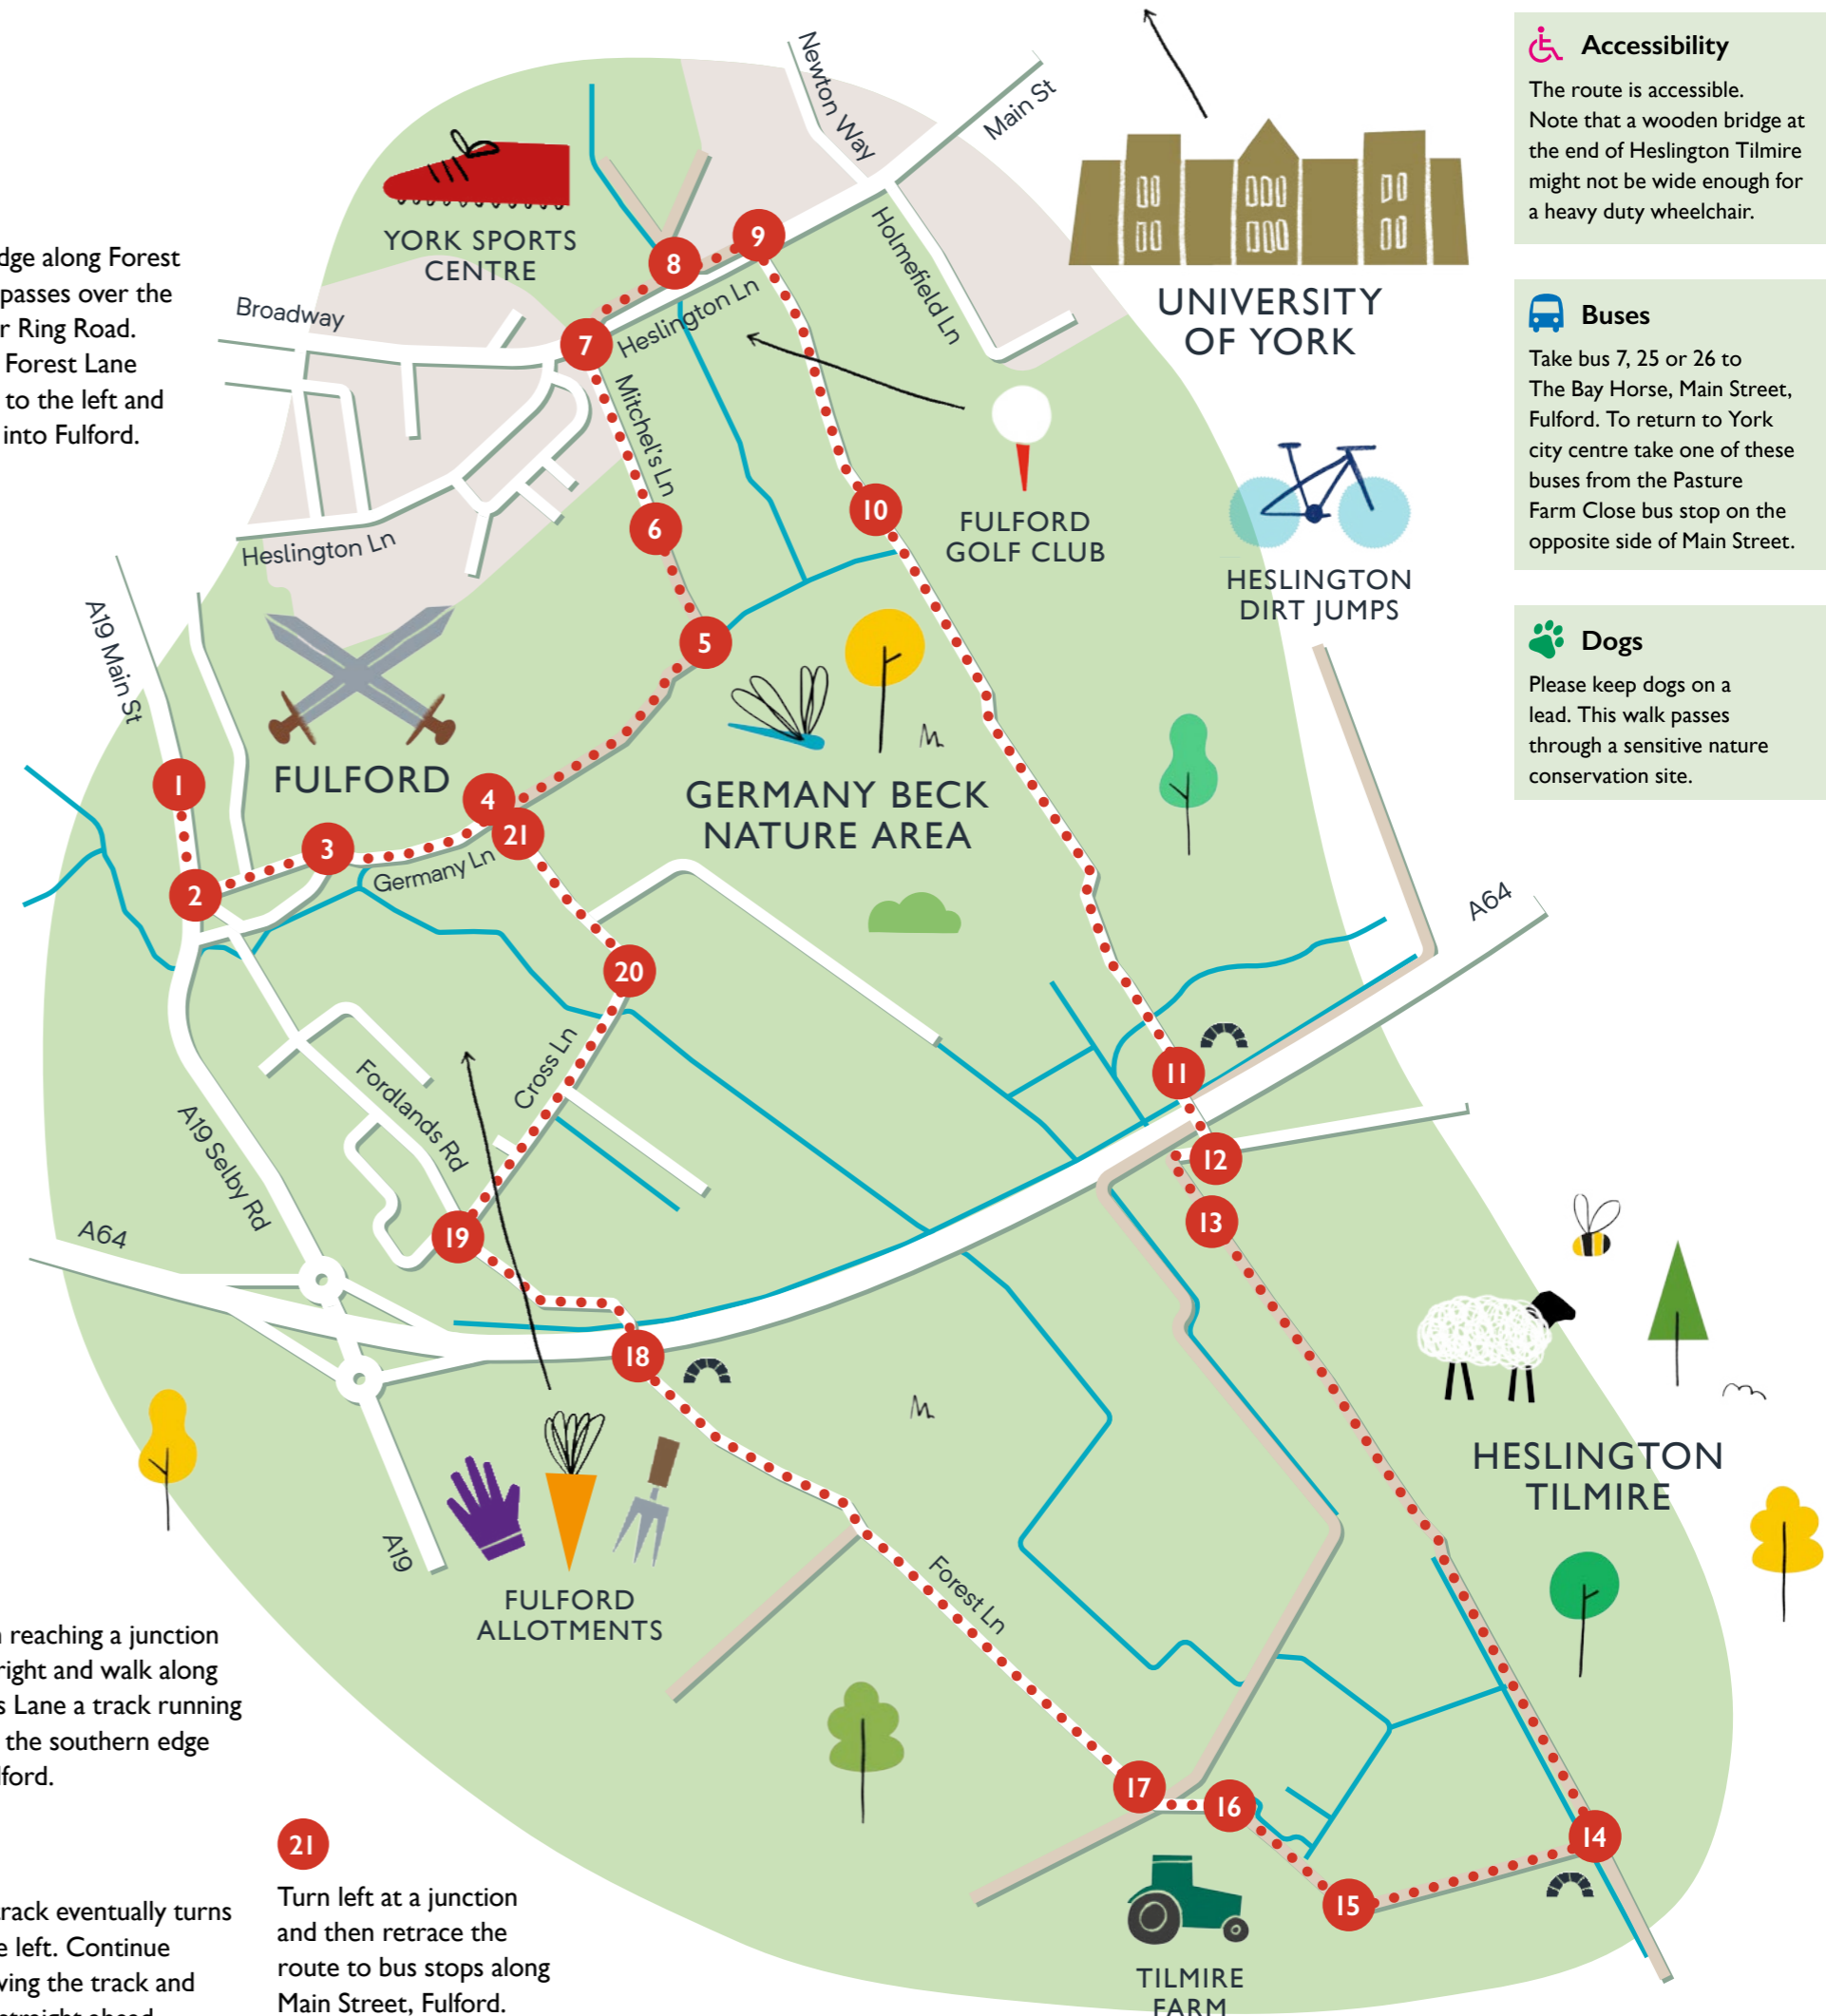 Accessibility
The route is accessible.
Note that a wooden bridge at
the end of Heslington Tilmire
might not be wide enough for
a heavy duty wheelchair.
Buses
Take bus 7, 25 or 26 to
The Bay Horse, Main Street,
Fulford. To return to York
city centre take one of these
buses from the Pasture
Farm Close bus stop on the
opposite side of Main Street.
Dogs
Please keep dogs on a
lead. This walk passes
through a sensitive nature
conservation site.
dge along Forest
passes over the
r Ring Road.
Forest Lane
to the left and
into Fulford.
Newton Way
Main St
YORK SPORTS
CENTRE
9
8
Holmefield Ln
UNIVERSITY
OF YORK
Broadway
7
Heslington Ln
Mitchel's Ln
10
6
FULFORD
GOLF CLUB
Heslington Ln
HESLINGTON
DIRT JUMPS
A19 Main St
5
1
FULFORD
4
GERMANY BECK
NATURE AREA
21
3
Germany Ln
2
A64
20
Cross Ln
Fordlands Rd
11
A19 Selby Rd
12
13
A64
19
18
HESLINGTON
TILMIRE
A19
FULFORD
ALLOTMENTS
Forest Ln
17
16
14
15
TILMIRE
FARM
n reaching a junction
right and walk along
s Lane a track running
the southern edge
lford.
track eventually turns
e left. Continue
wing the track and
straight ahead
21
Turn left at a junction
and then retrace the
route to bus stops along
Main Street, Fulford.